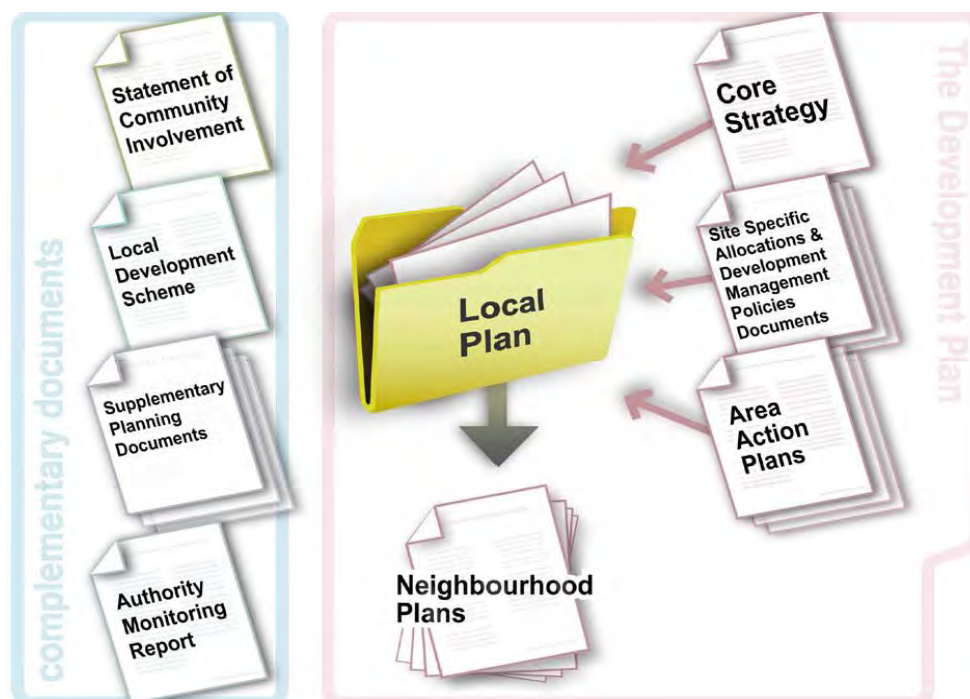 complementary documents
Statement of
Community
Involvement
Local
Development
Scheme
Supplementary
Planning
Documents
Authority
Monitoring
Report
The Development Plan
Local
Plan
Core
Strategy
Site Specific
Allocations &
Development
Management
Policies
Documents
Area
Action
Plans
Neighbourhood
Plans